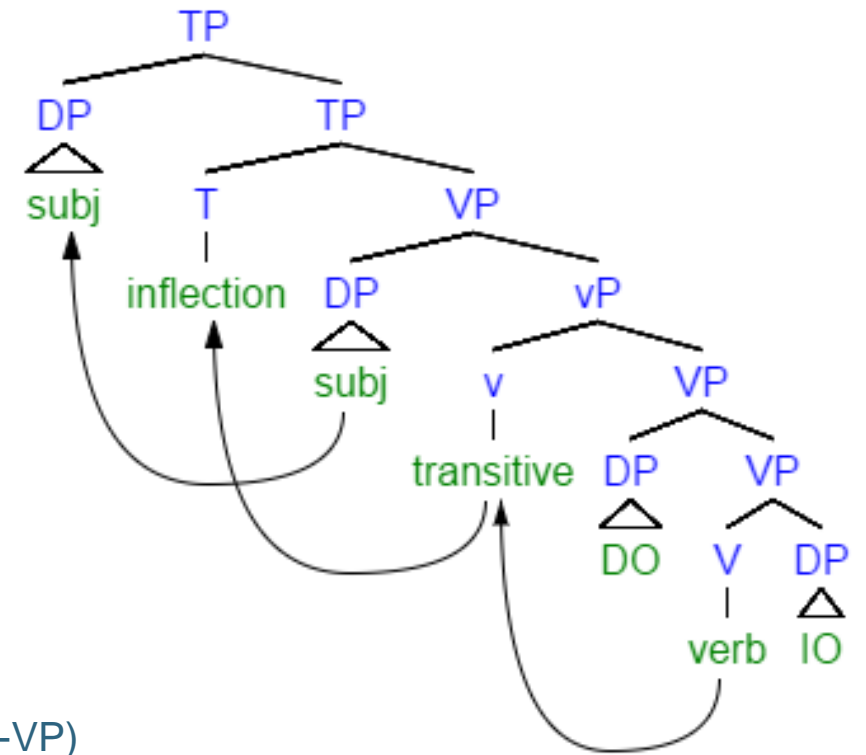 TP
DP TP
subj T VP
inflection DP vP
subj v VP
transitive DP VP
DO V DP
verb IO
-VP)